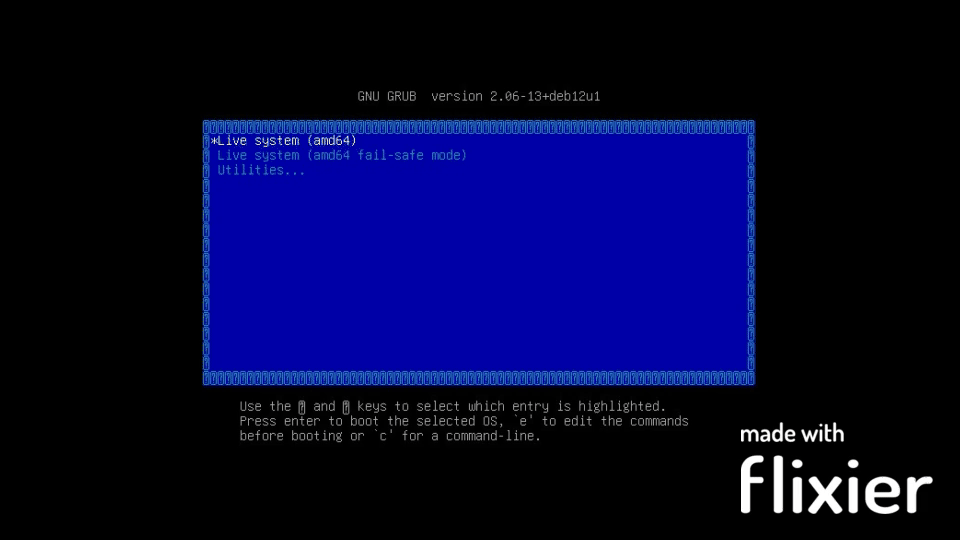 GNU GRUB version 2.06-13+deb12u1
*Live system (amd64)
Live system (amd64 fail-safe mode)
Utilities...
Use the and keys to select which entry is highlighted.
Press enter to boot the selected OS, `e' to edit the commands
before booting or `c' for a command-line.
made with
flixier